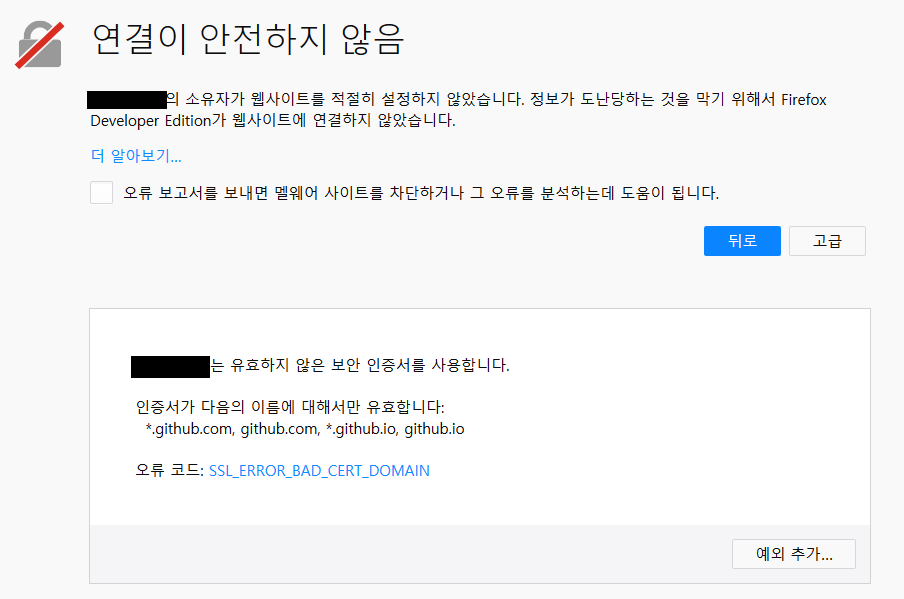 연결이 안전하지 않음
의 소유자가 웹사이트를 적절히 설정하지 않았습니다. 정보가 도난당하는 것을 막기 위해서 Firefox
Developer Edition가 웹사이트에 연결하지 않았습니다.
더 알아보기...
오류 보고서를 보내면 멜웨어 사이트를 차단하거나 그 오류를 분석하는데 도움이 됩니다.
뒤로
고급
는 유효하지 않은 보안 인증서를 사용합니다.
인증서가 다음의 이름에 대해서만 유효합니다:
*.github.com, github.com, *.github.io, github.io
오류 코드: SSL_ERROR_BAD_CERT_DOMAIN
예외 추가...